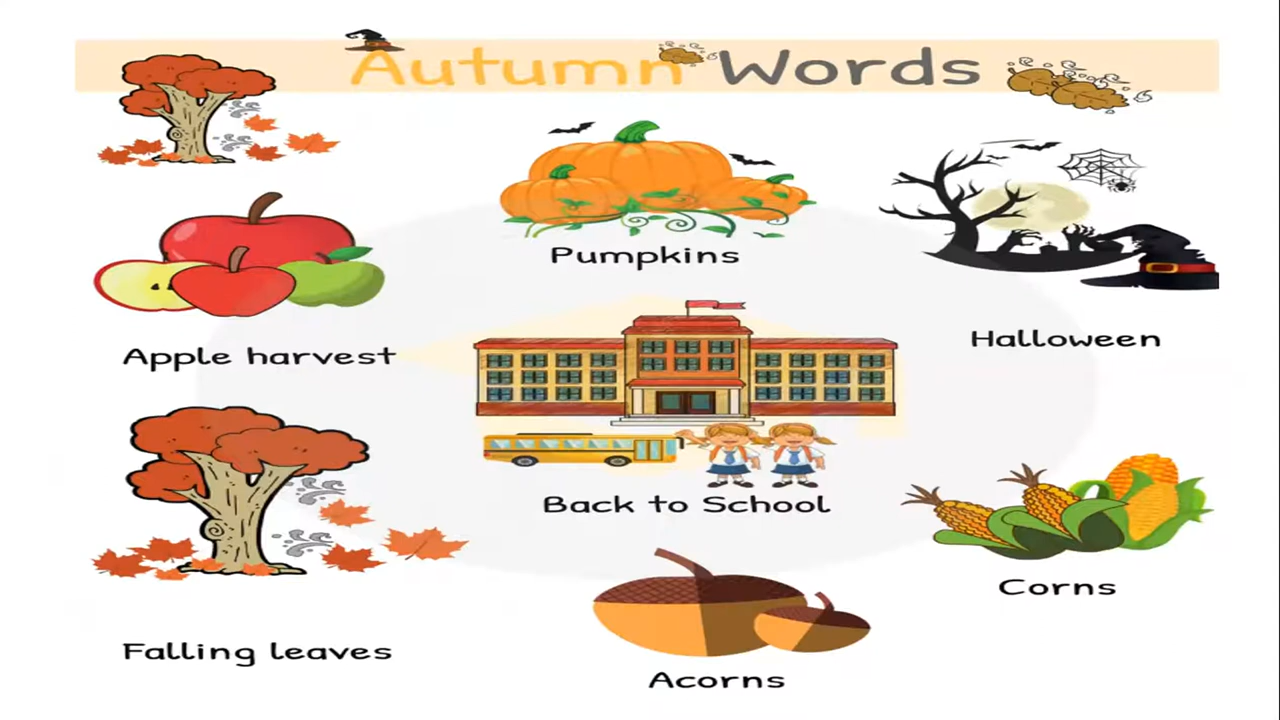 Autumn Words
Pumpkins
Halloween
Apple harvest
Back to School
Corns
Falling leaves
Acorns